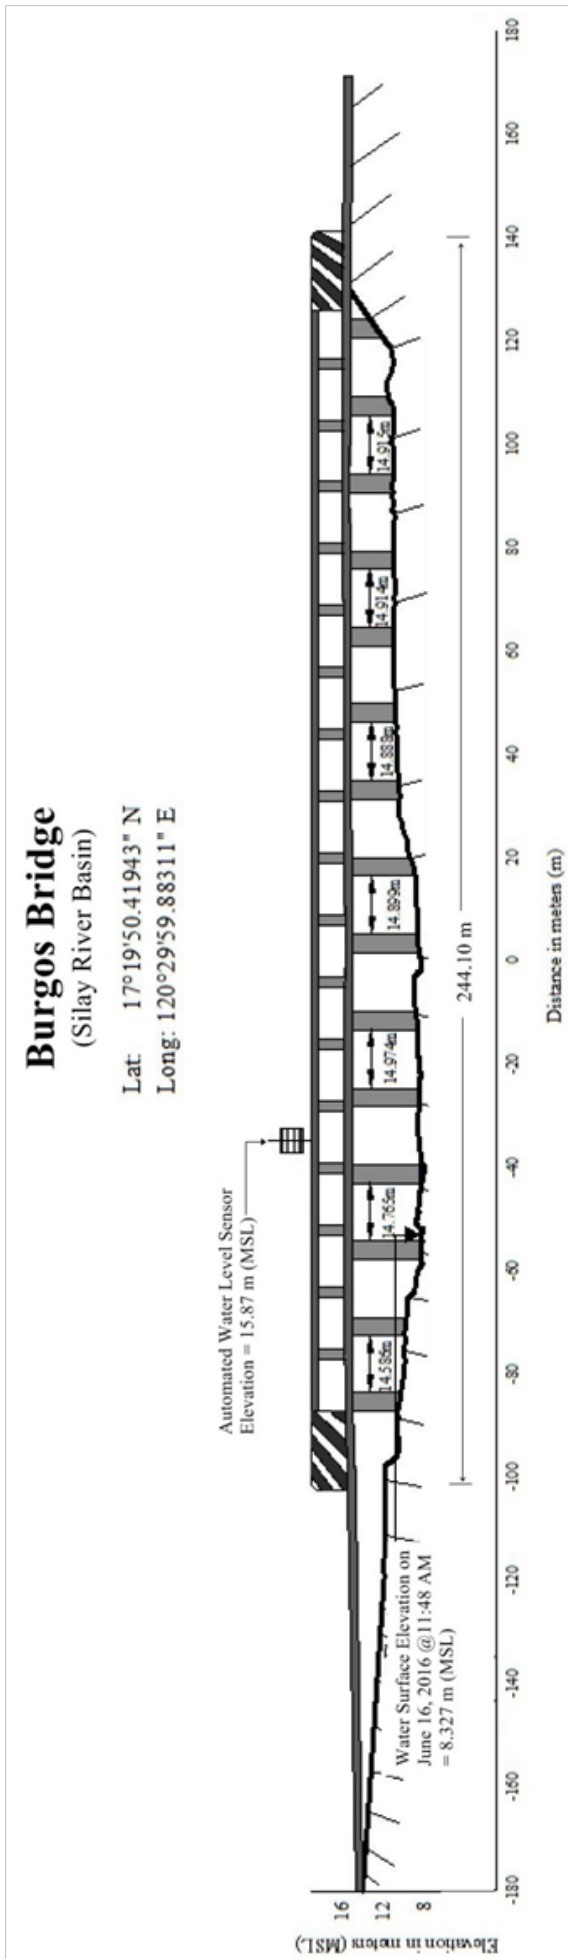 Burgos Bridge
(Silay River Basin)
Lat: 17°19'50.41943" N
Long: 120°29'59.88311" E
Automated Water Level Sensor
Elevation = 15.87 m (MSL)
14.586m
14.765m
14.974m
14.899m
14.888m
14.914m
14.915m
Water Surface Elevation on
June 16, 2016 @11:48 AM
= 8.327 m (MSL)
244.10 m
Elevation in meters (MSL)
16
12
8
-180 -160 -140 -120 -100 -80 -60 -40 -20 0 20 40 60 80 100 120 140 160 180
Distance in meters (m)